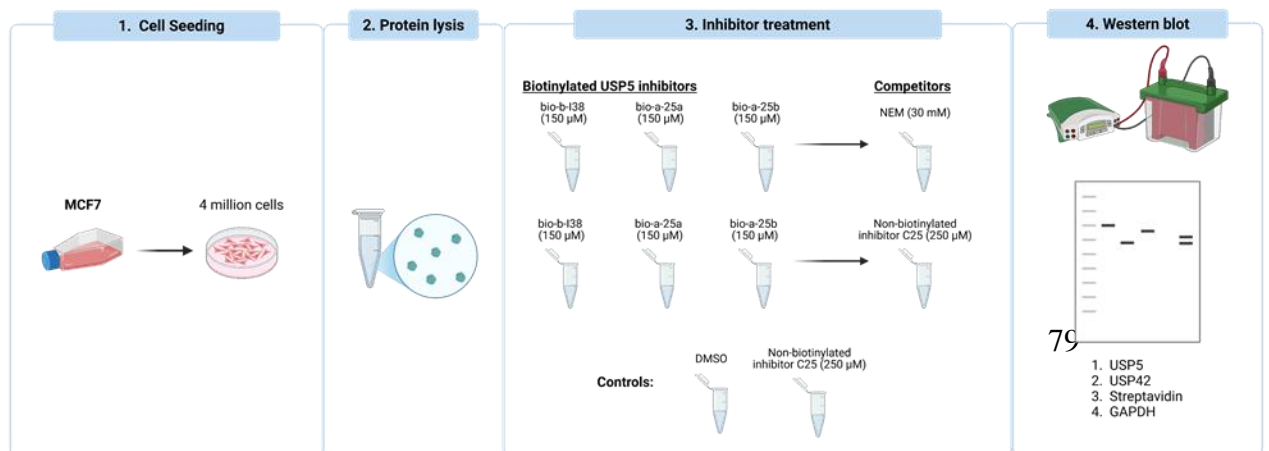 1. Cell Seeding
2. Protein lysis
3. Inhibitor treatment
4. Western blot
MCF7
4 million cells
Biotinylated USP5 inhibitors
Competitors
bio-b-I38
(150 µM)
bio-a-25a
(150 µM)
bio-a-25b
(150 µM)
NEM (30 mM)
bio-b-I38
(150 µM)
bio-a-25a
(150 µM)
bio-a-25b
(150 µM)
Non-biotinylated
inhibitor C25 (250 µM)
Controls:
DMSO
Non-biotinylated
inhibitor C25 (250 µM)
79
1. USP5
2. USP42
3. Streptavidin
4. GAPDH